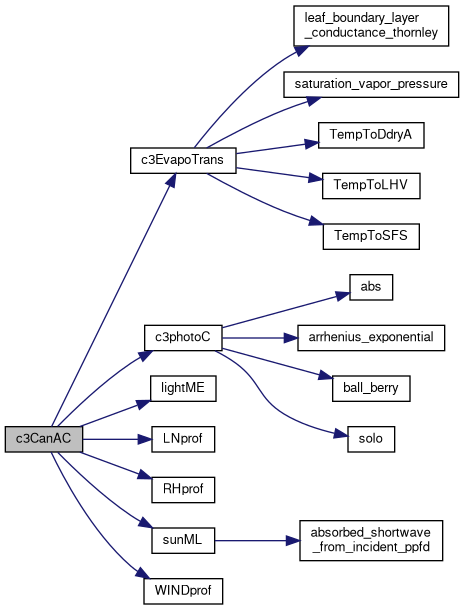 leaf_boundary_layer
_conductance_thornley
saturation_vapor_pressure
TempToDdryA
c3EvapoTrans
TempToLHV
TempToSFS
abs
c3photoC
arrhenius_exponential
lightME
ball_berry
c3CanAC
LNprof
solo
RHprof
sunML
absorbed_shortwave
_from_incident_ppfd
WINDprof